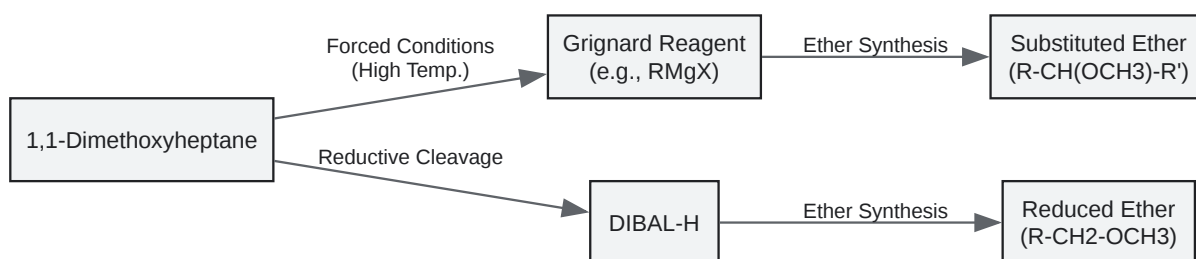 1,1-Dimethoxyheptane
Forced Conditions
(High Temp.)
Grignard Reagent
(e.g., RMgX)
Ether Synthesis
Substituted Ether
(R-CH(OCH3)-R')
Reductive Cleavage
DIBAL-H
Ether Synthesis
Reduced Ether
(R-CH2-OCH3)